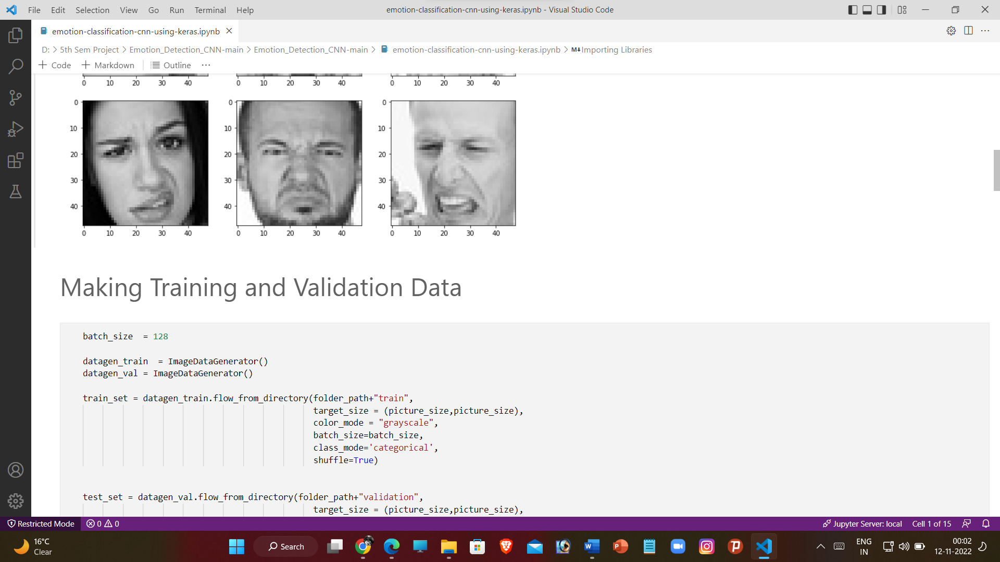 File Edit Selection View Go Run Terminal Help
emotion-classification-cnn-using-keras.ipynb - Visual Studio Code
emotion-classification-cnn-using-keras.ipynb
D: > 5th Sem Project > Emotion_Detection_CNN-main > Emotion_Detection_CNN-main > emotion-classification-cnn-using-keras.ipynb > M↓Importing Libraries
+ Code + Markdown Outline ...
0 10 20 30 40 0 10 20 30 40 0 10 20 30 40
0 0 0
10 10 10
20 20 20
30 30 30
40 40 40
0 10 20 30 40 0 10 20 30 40 0 10 20 30 40
Making Training and Validation Data
batch_size  = 128
datagen_train  = ImageDataGenerator()
datagen_val = ImageDataGenerator()
train_set = datagen_train.flow_from_directory(folder_path+"train",
target_size = (picture_size,picture_size),
color_mode = "grayscale",
batch_size=batch_size,
class_mode='categorical',
shuffle=True)
test_set = datagen_val.flow_from_directory(folder_path+"validation",
target_size = (picture_size,picture_size),
Restricted Mode 0 0 Jupyter Server: local Cell 1 of 15
16°C
Clear
Search
ENG
IN
00:02
12-11-2022